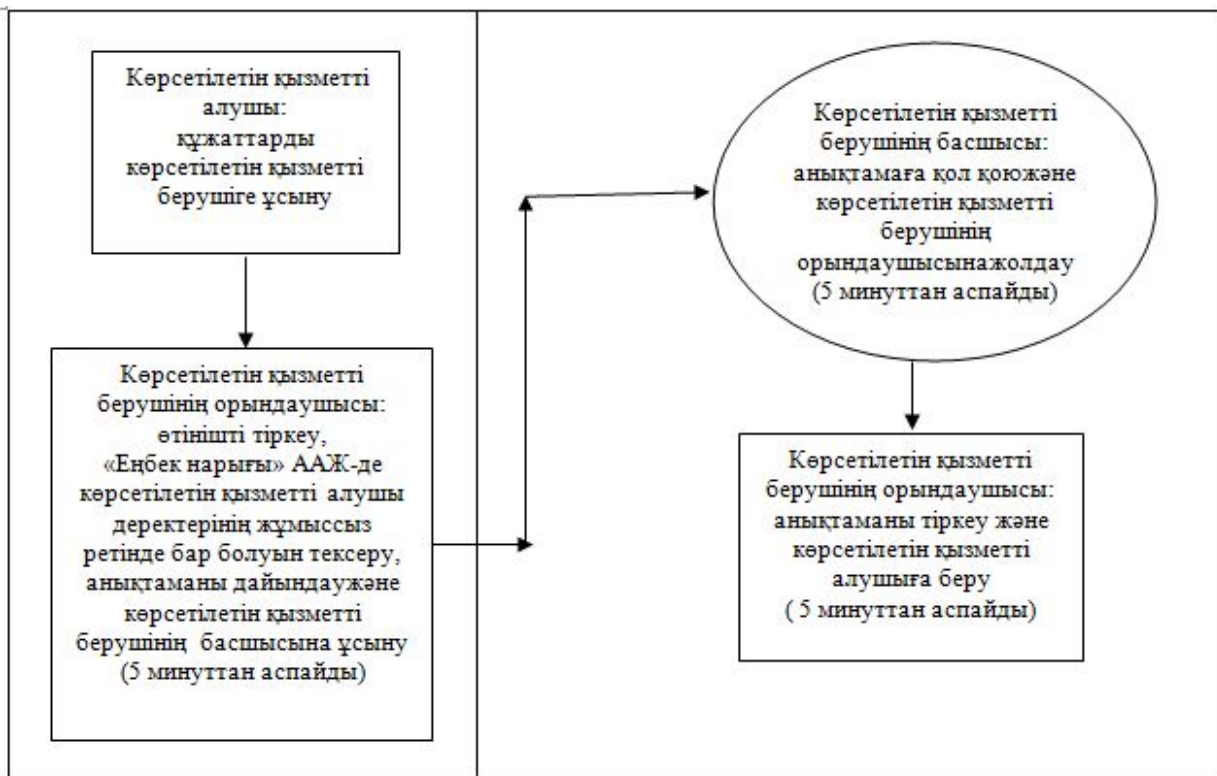 Көрсетілетін қызметті
алушы:
құжаттарды
көрсетілетін қызметті
берушіге ұсыну
Көрсетілетін қызметті
берушінің орындаушысы:
өтінішті тіркеу,
«Еңбек нарығы» ААЖ-де
көрсетілетін қызметті алушы
деректерінің жұмыссыз
ретінде бар болуын тексеру,
анықтаманы дайындаужәне
көрсетілетін қызметті
берушінің басшысына ұсыну
(5 минуттан аспайды)
Көрсетілетін қызметті
берушінің басшысы:
анықтамаға қол қоюжәне
көрсетілетін қызметті
берушінің
орындаушысынажолдау
(5 минуттан аспайды)
Көрсетілетін қызметті
берушінің орындаушысы:
анықтаманы тіркеу және
көрсетілетін қызметті
алушыға беру
( 5 минуттан аспайды)